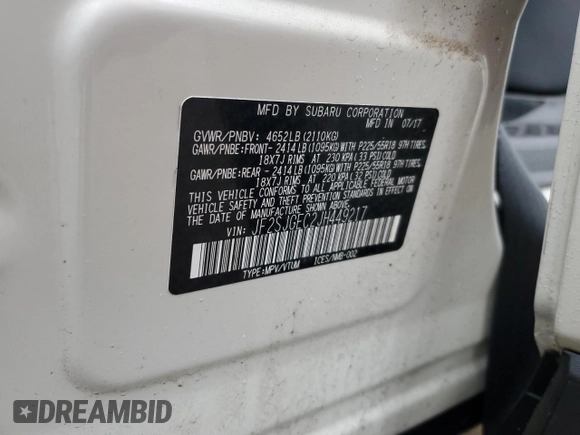 MFD BY SUBARU CORPORATION
MFD IN 07/17
GVWR/PNBV: 4652LB(2110KG)
GAWR/PNBE:FRONT- 2414LB(1095KG)WITH P225/55R18 97H TIRES,
18X7J RIMS AT 230 KPA(33 PSI)COLD
GAWR/PNBE:REAR - 2414LB(1095KG)WITH P225/55R18 97H TIRES,
18X7J RIMS AT 220 KPA(32 PSI)COLD
THIS VEHICLE CONFORMS TO ALL APPLICABLE FEDERAL MOTOR
VEHICLE SAFETY AND THEFT PREVENTION STANDARDS IN EFFECT
ON THE DATE OF MANUFACTURE SHOWN ABOVE.
VIN: JF2SJGEC2JH449217
TYPE:MPV/VTUM ICES/NMB-002
DREAMBID